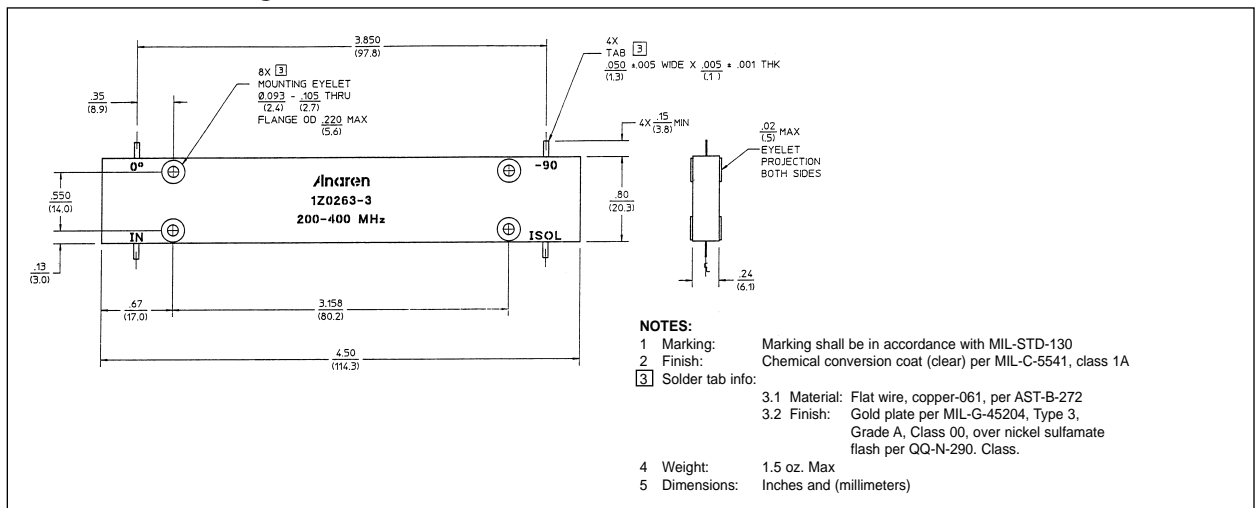 3.850
(97.8)
4X
TAB 3
.050 ±.005 WIDE X .005 ± .001 THK
(1.3) (.1)
8X 3
MOUNTING EYELET
Ø.093 - .105 THRU
(2.4) (2.7)
FLANGE OD .220 MAX
(5.6)
.35
(8.9)
4X .15 MIN
(3.8)
.02 MAX
(.5)
EYELET
PROJECTION
BOTH SIDES
0°
-90
Anaren
1Z0263-3
200-400 MHz
.550
(14.0)
.80
(20.3)
IN
ISOL
.13
(3.0)
.24
(6.1)
.67
(17.0)
3.158
(80.2)
4.50
(114.3)
NOTES:
1 Marking: Marking shall be in accordance with MIL-STD-130
2 Finish: Chemical conversion coat (clear) per MIL-C-5541, class 1A
3 Solder tab info:
3.1 Material: Flat wire, copper-061, per AST-B-272
3.2 Finish: Gold plate per MIL-G-45204, Type 3,
Grade A, Class 00, over nickel sulfamate
flash per QQ-N-290. Class.
4 Weight: 1.5 oz. Max
5 Dimensions: Inches and (millimeters)